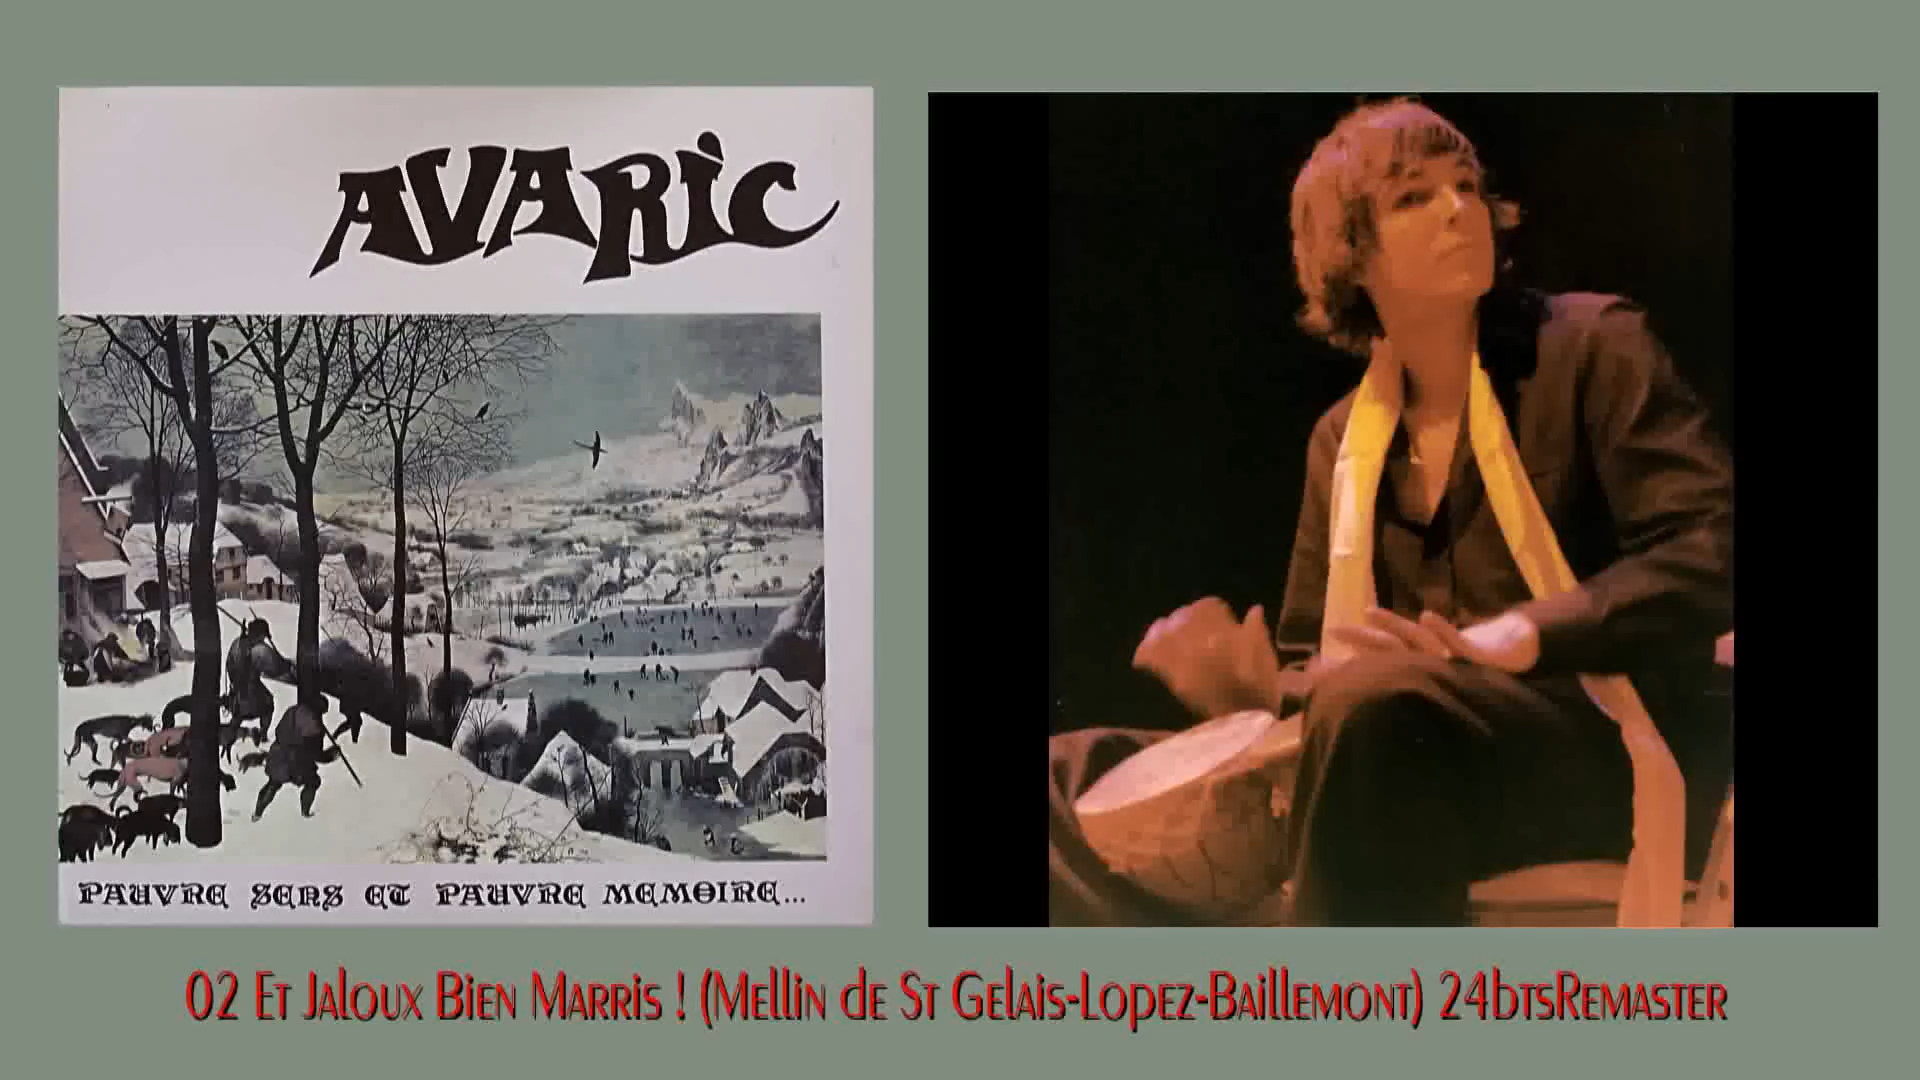 AVARIC
PAUVRE SENS ET PAUVRE MEMOIRE...
02 Et Jaloux Bien Marris ! (Mellin de St Gelais-Lopez-Baillemont) 24btsRemaster